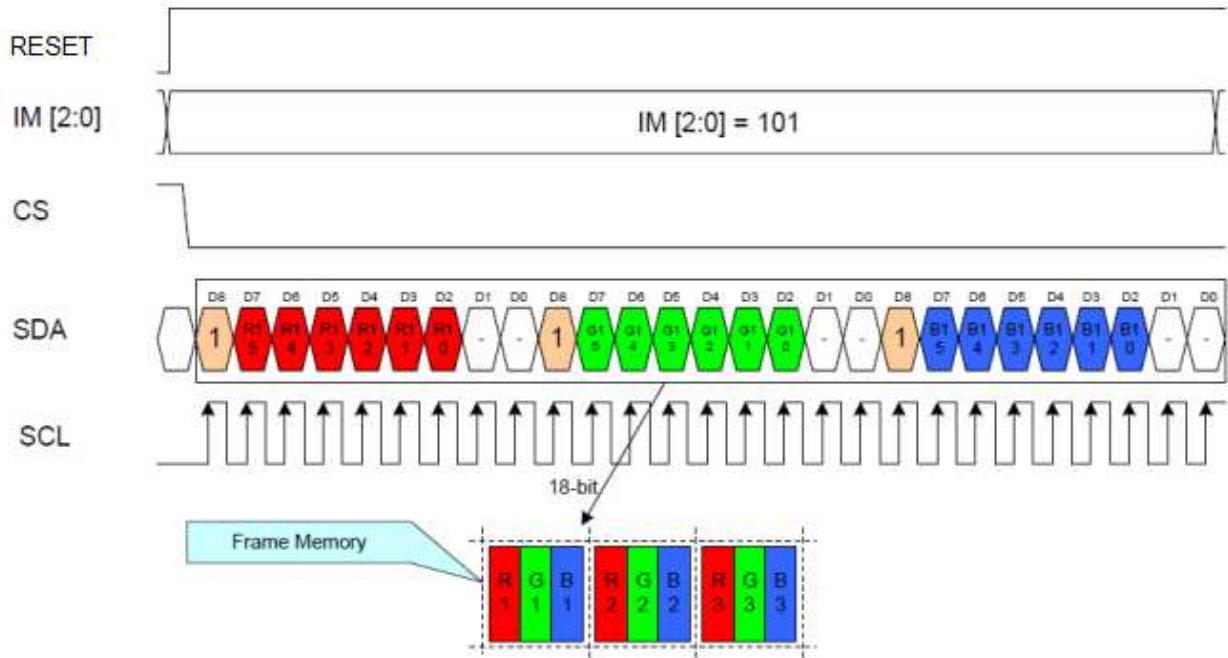 RESET
IM [2:0]
IM [2:0] = 101
CS
D8 D7 D6 D5 D4 D3 D2 D1 D0 D8 D7 D6 D5 D4 D3 D2 D1 D0 D8 D7 D6 D5 D4 D3 D2 D1 D0
SDA
1 R1 5 R1 4 R1 3 R1 2 R1 1 R1 0 - - 1 G1 5 G1 4 G1 3 G1 2 G1 1 G1 0 - - 1 B1 5 B1 4 B1 3 B1 2 B1 1 B1 0 - -
SCL
18-bit
Frame Memory
R G B R G B R G B
1 1 1 2 2 2 3 3 3